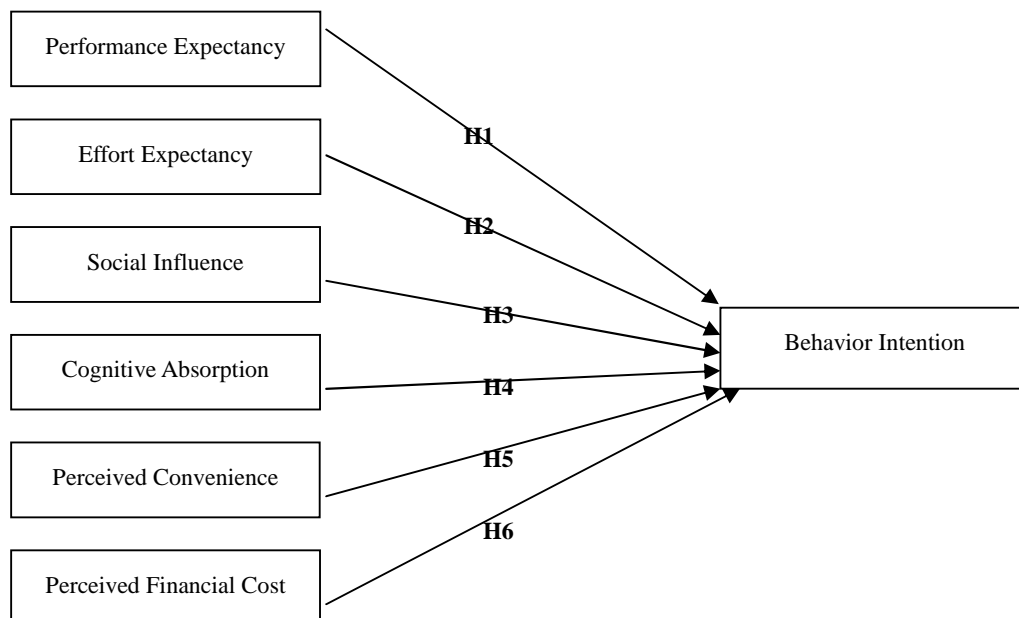 Performance Expectancy
H1
Effort Expectancy
H2
Social Influence
H3
Behavior Intention
Cognitive Absorption
H4
Perceived Convenience
H5
H6
Perceived Financial Cost